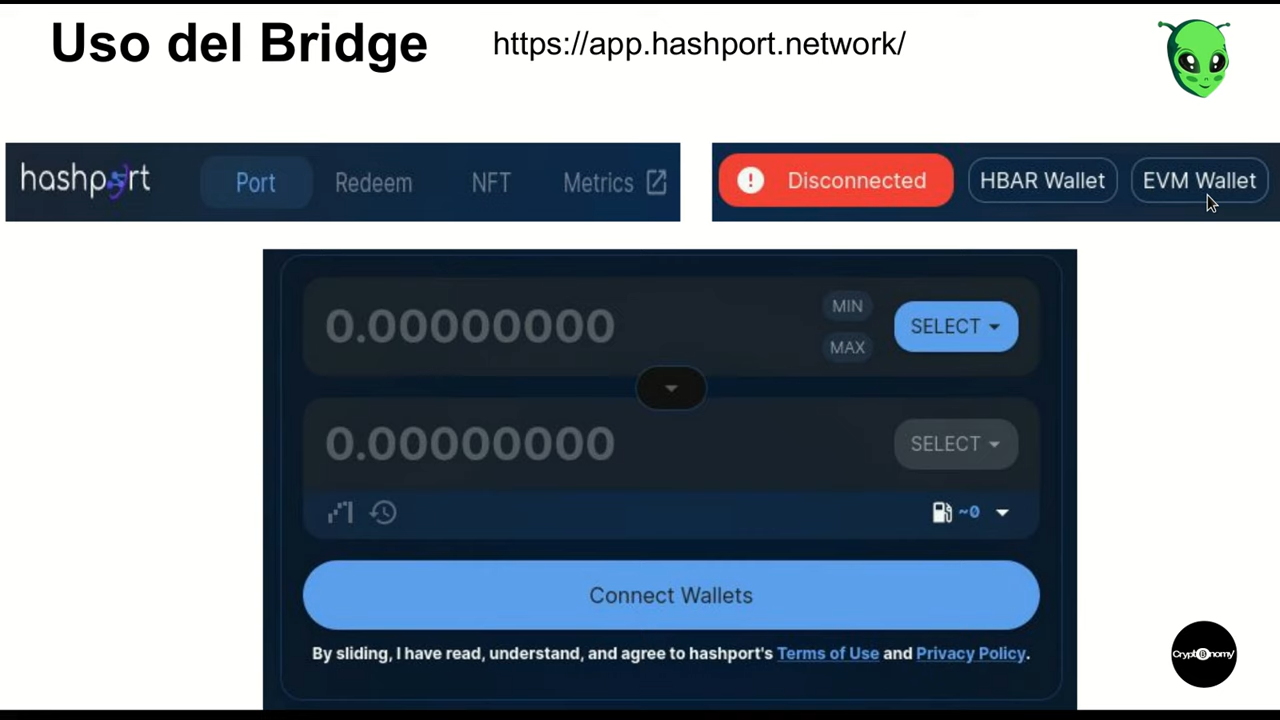 Uso del Bridge
https://app.hashport.network/
hashport
Port
Redeem
NFT
Metrics
Disconnected
HBAR Wallet
EVM Wallet
0.00000000
MIN
MAX
SELECT
0.00000000
SELECT
~0
Connect Wallets
By sliding, I have read, understand, and agree to hashport's Terms of Use and Privacy Policy.
CryptBnomy